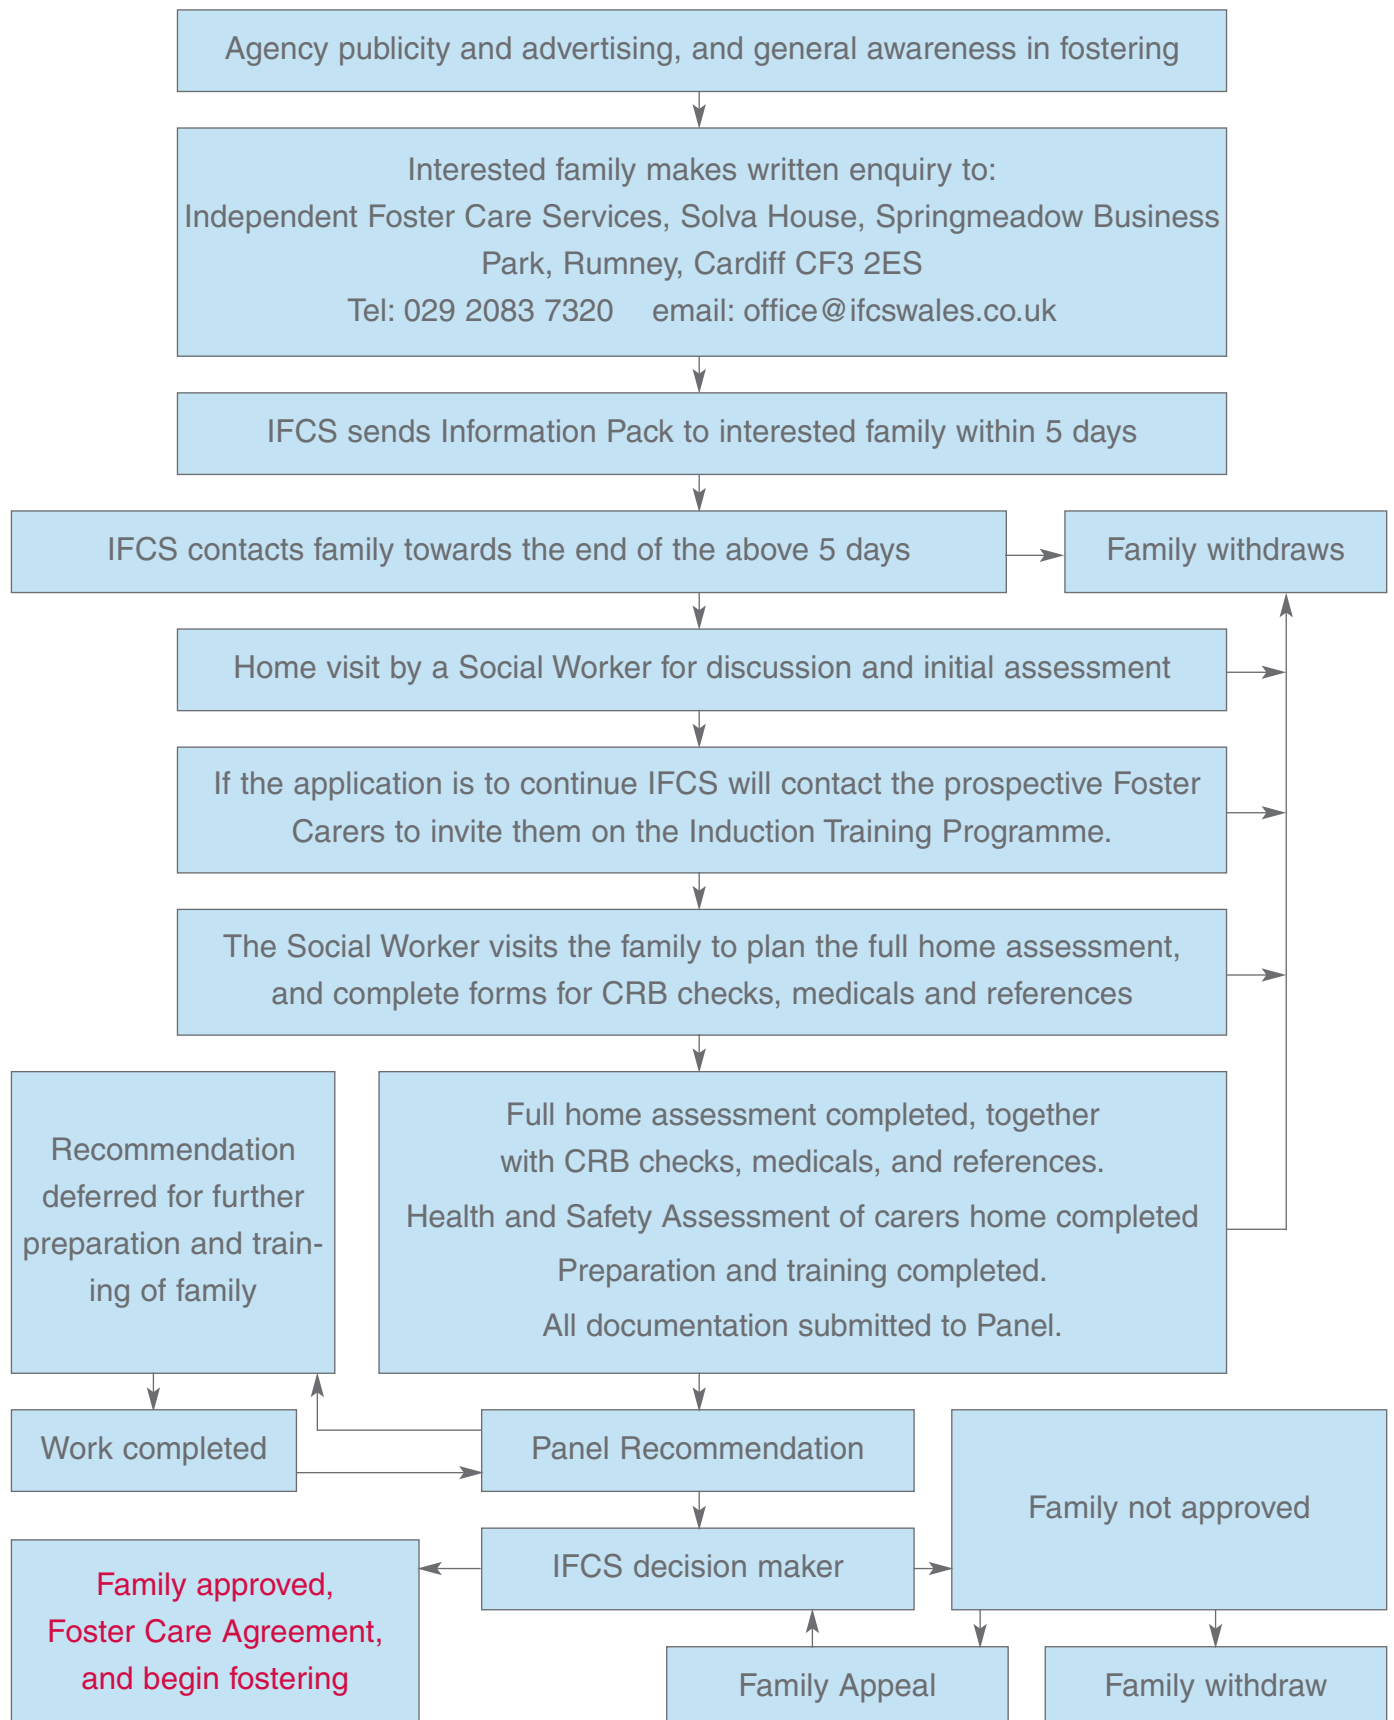 Agency publicity and advertising, and general awareness in fostering
Interested family makes written enquiry to:
Independent Foster Care Services, Solva House, Springmeadow Business
Park, Rumney, Cardiff CF3 2ES
Tel: 029 2083 7320 email: office@ifcswales.co.uk
IFCS sends Information Pack to interested family within 5 days
IFCS contacts family towards the end of the above 5 days
Family withdraws
Home visit by a Social Worker for discussion and initial assessment
If the application is to continue IFCS will contact the prospective Foster
Carers to invite them on the Induction Training Programme.
The Social Worker visits the family to plan the full home assessment,
and complete forms for CRB checks, medicals and references
Recommendation
deferred for further
preparation and train-
ing of family
Full home assessment completed, together
with CRB checks, medicals, and references.
Health and Safety Assessment of carers home completed
Preparation and training completed.
All documentation submitted to Panel.
Work completed
Panel Recommendation
Family not approved
IFCS decision maker
Family approved,
Foster Care Agreement,
and begin fostering
Family Appeal
Family withdraw